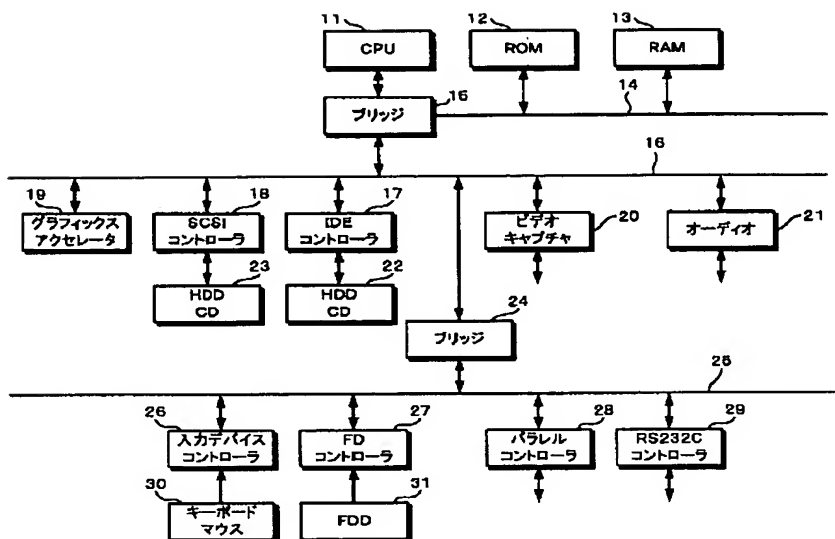 11
CPU
12
ROM
13
RAM
15
ブリッジ
14
16
19
グラフィックス
アクセレータ
18
SCSI
コントローラ
17
IDE
コントローラ
ビデオ
キャプチャ
20
オーディオ
21
23
HDD
CD
22
HDD
CD
24
ブリッジ
25
26
入力デバイス
コントローラ
27
FD
コントローラ
28
パラレル
コントローラ
29
RS232C
コントローラ
30
キーボード
マウス
31
FDD